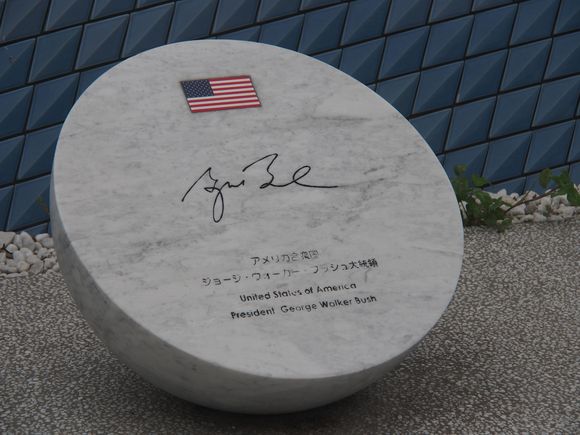 アメリカ合衆国
ジョージ・ウォーカー・ブッシュ大統領
United States of America
President George Walker Bush